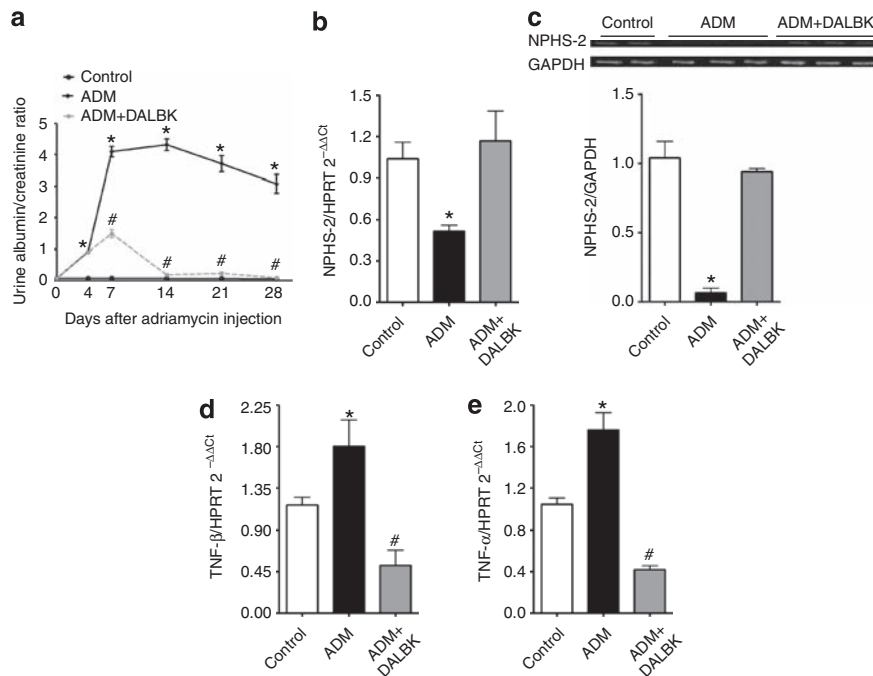 a
Control
ADM
ADM+DALBK
Urine albumin/creatinine ratio
5
4
3
2
1
0
* * * * *
# # # #
0 4 7 14 21 28
Days after adriamycin injection
b
NPHS-2/HPRT 2^−ΔΔCt
1.5
1.2
0.9
0.6
0.3
0.0
*
Control
ADM
ADM+
DALBK
c
Control ADM ADM+DALBK
NPHS-2
GAPDH
NPHS-2/GAPDH
1.5
1.0
0.5
0.0
*
Control
ADM
ADM+
DALBK
d
TNF-β/HPRT 2^−ΔΔCt
2.25
1.80
1.35
0.90
0.45
0.00
*
#
Control
ADM
ADM+
DALBK
e
TNF-α/HPRT 2^−ΔΔCt
2.0
1.6
1.2
0.8
0.4
0.0
*
#
Control
ADM
ADM+
DALBK